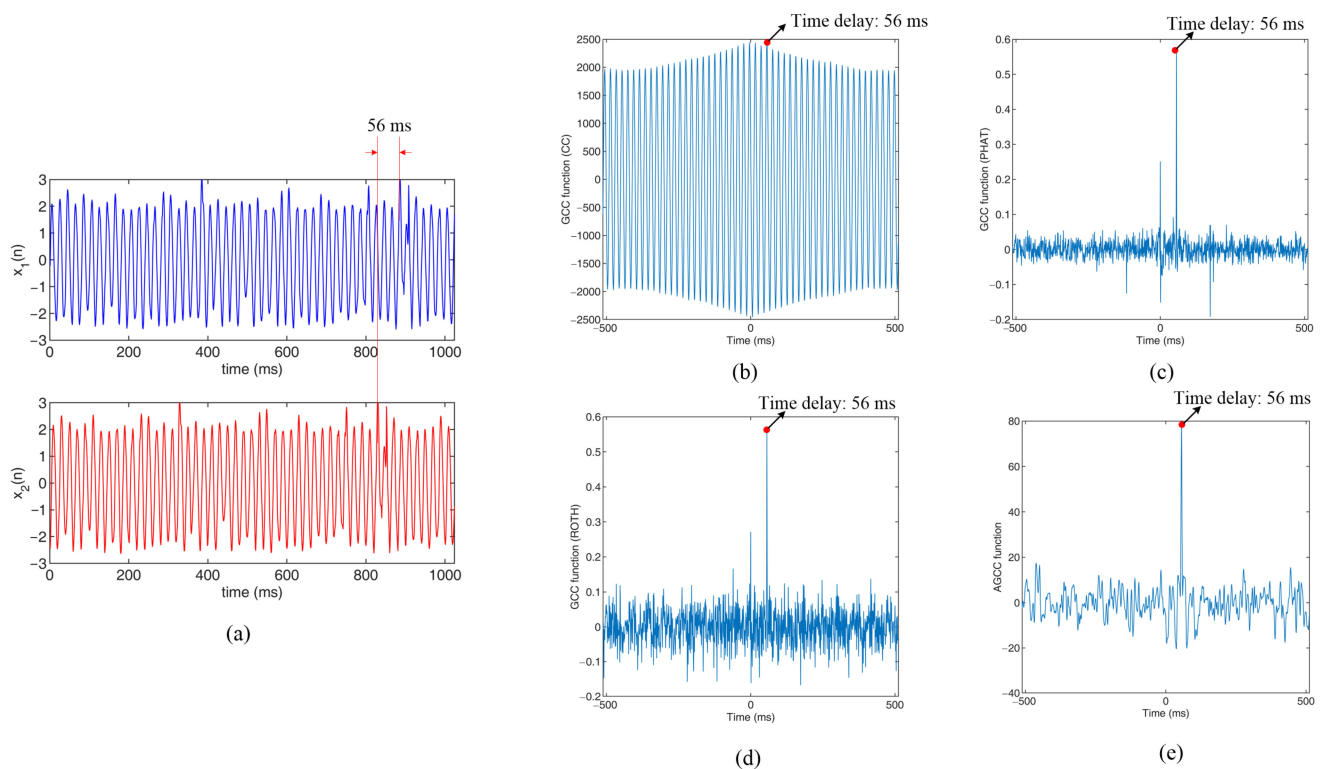 56 ms
3
2
1
0
−1
−2
−3
x1(n)
0 200 400 600 800 1000
time (ms)
3
2
1
0
−1
−2
−3
x2(n)
0 200 400 600 800 1000
time (ms)
(a)
Time delay: 56 ms
2500
2000
1500
1000
500
0
−500
−1000
−1500
−2000
−2500
GCC function (CC)
−500 0 500
Time (ms)
(b)
Time delay: 56 ms
0.6
0.5
0.4
0.3
0.2
0.1
0
−0.1
0.2
GCC function (PHAT)
−500 0 500
Time (ms)
(c)
Time delay: 56 ms
0.6
0.5
0.4
0.3
0.2
0.1
0
−0.1
−0.2
GCC function (ROTH)
−500 0 500
Time (ms)
(d)
Time delay: 56 ms
80
60
40
20
0
−20
−40
AGCC function
−500 0 500
Time (ms)
(e)